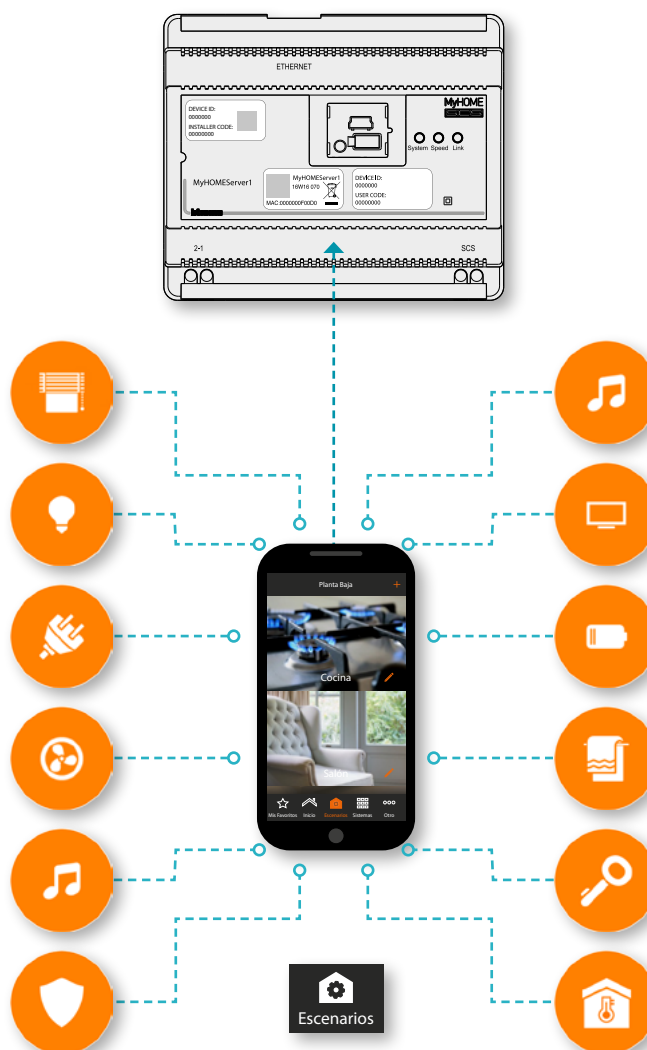 ETHERNET
DEVICE ID:
0000000
INSTALLER CODE:
00000000
MyHOME
System Speed Link
MyHOMEServer1
MyHOMEServer1
16W16 070
MAC:0000000F00D0
DEVICE ID:
0000000
USER CODE:
00000000
2-1
SCS
Planta Baja
+
Cocina
Salón
Mis Favoritos Inicio Escenarios Sistemas Otro
Escenarios